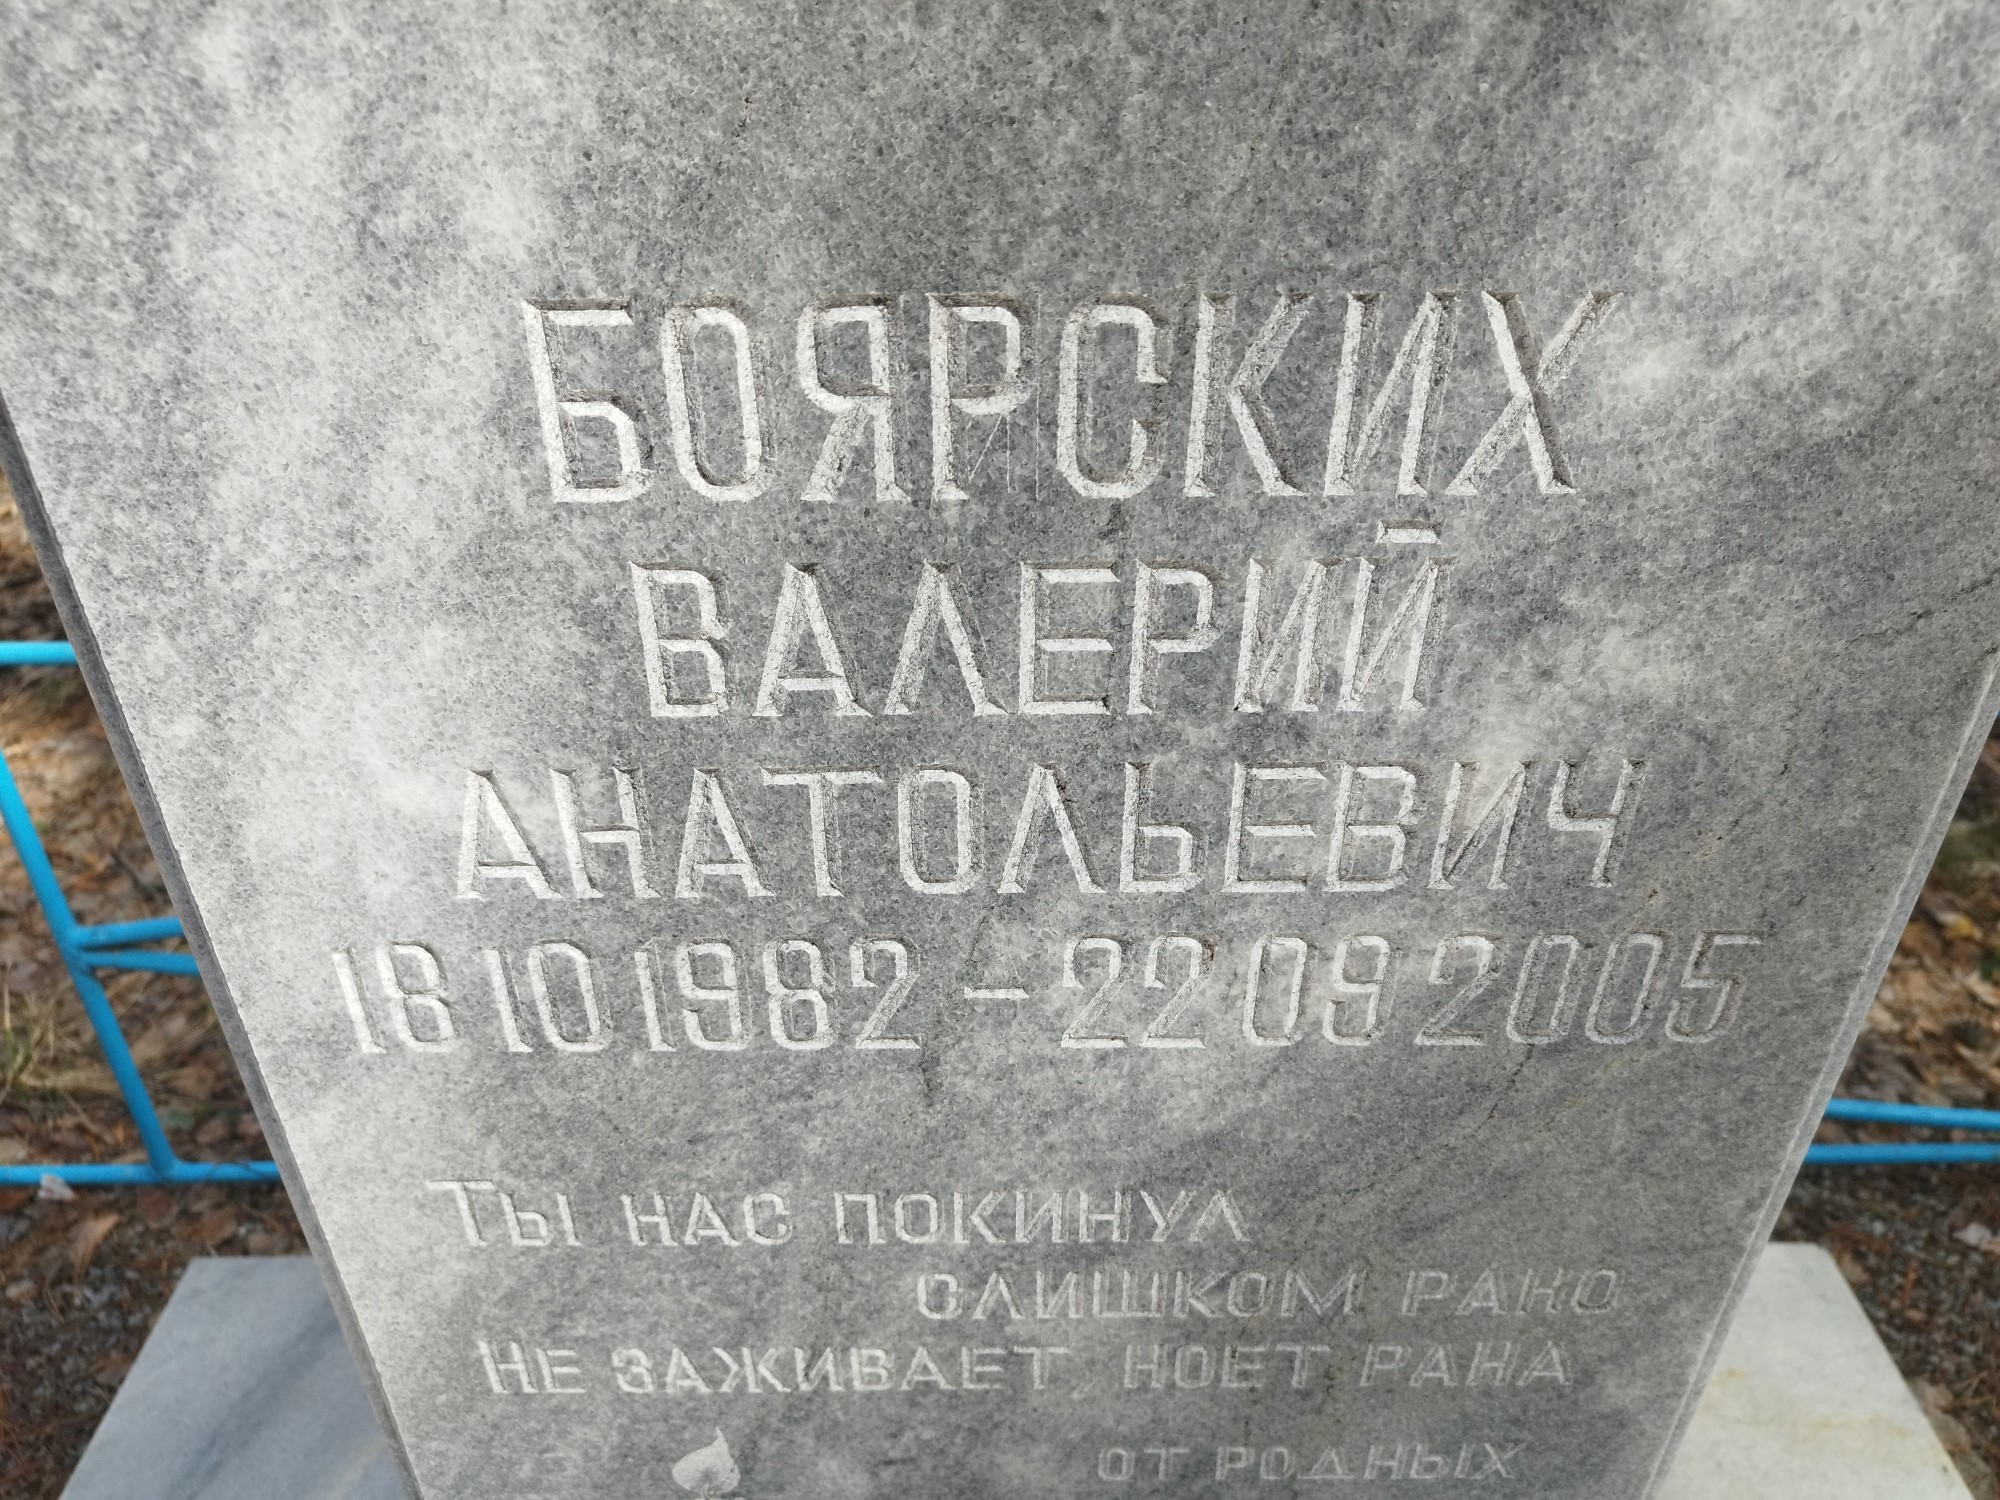 БОЯРСКИХ
ВАЛЕРИЙ
АНАТОЛЬЕВИЧ
18 10 1982 – 22 09 2005
Ты нас покинул
слишком рано
Не заживает, ноет рана
от родных